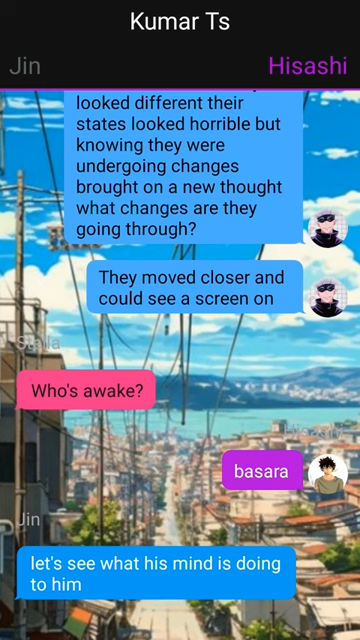 Kumar Ts
Jin
Hisashi
looked different their
states looked horrible but
knowing they were
undergoing changes
brought on a new thought
what changes are they
going through?
They moved closer and
could see a screen on
Who's awake?
basara
Jin
let's see what his mind is doing
to him